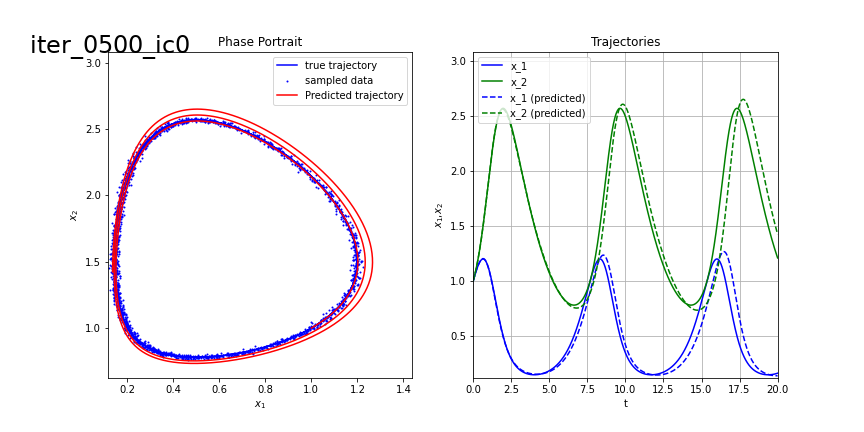 iter_0500_ic0
Phase Portrait
true trajectory
sampled data
Predicted trajectory
3.0
2.5
2.0
1.5
1.0
x₂
0.2 0.4 0.6 0.8 1.0 1.2 1.4
x₁
Trajectories
x_1
x_2
x_1 (predicted)
x_2 (predicted)
3.0
2.5
2.0
1.5
1.0
0.5
x₁,x₂
0.0 2.5 5.0 7.5 10.0 12.5 15.0 17.5 20.0
t